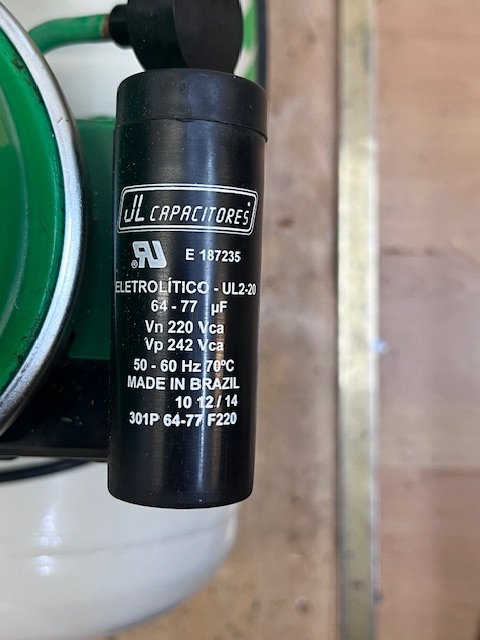 JL CAPACITORES
RU® E 187235
ELETROLÍTICO - UL2-20
64 - 77 µF
Vn 220 Vca
Vp 242 Vca
50 - 60 Hz 70ºC
MADE IN BRAZIL
10 12 / 14
301P 64-77 F220